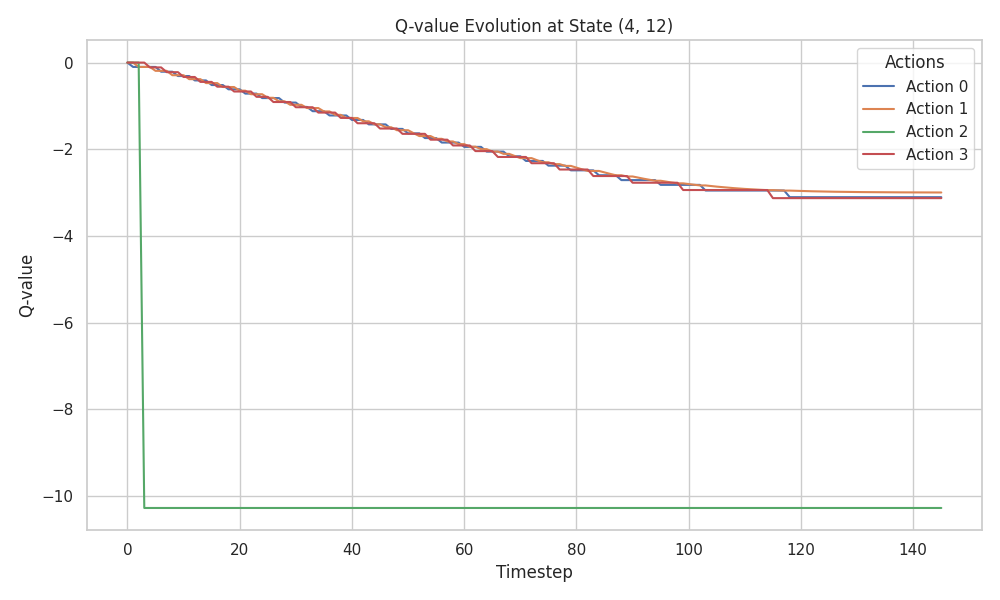 Q-value Evolution at State (4, 12)
Actions
Action 0
Action 1
Action 2
Action 3
Q-value
0
−2
−4
−6
−8
−10
0 20 40 60 80 100 120 140
Timestep